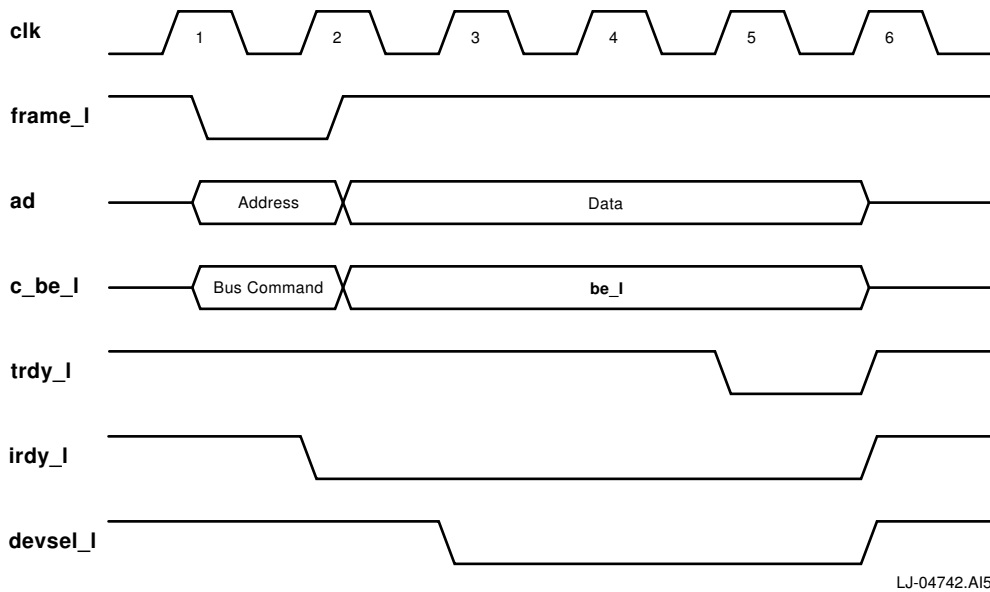 clk
1 2 3 4 5 6
frame_l
ad
Address Data
c_be_l
Bus Command be_l
trdy_l
irdy_l
devsel_l
LJ-04742.AI5